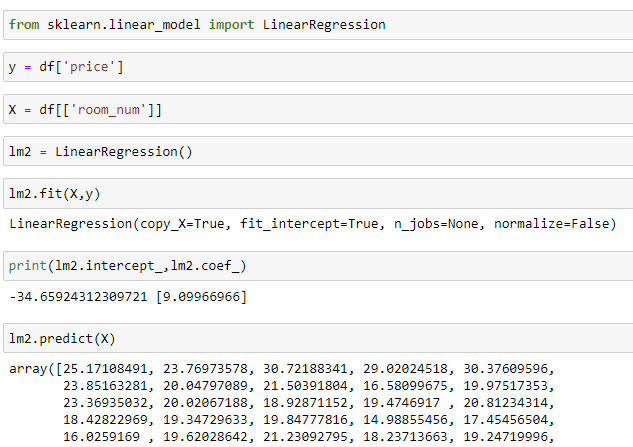 from sklearn.linear_model import LinearRegression
y = df['price']
X = df[['room_num']]
lm2 = LinearRegression()
lm2.fit(X,y)
LinearRegression(copy_X=True, fit_intercept=True, n_jobs=None, normalize=False)
print(lm2.intercept_,lm2.coef_)
-34.65924312309721 [9.09966966]
lm2.predict(X)
array([25.17108491, 23.76973578, 30.72188341, 29.02024518, 30.37609596,
23.85163281, 20.04797089, 21.50391804, 16.58099675, 19.97517353,
23.36935032, 20.02067188, 18.92871152, 19.4746917 , 20.81234314,
18.42822969, 19.34729633, 19.84777816, 14.98855456, 17.45456504,
16.0259169 , 19.62028642, 21.23092795, 18.23713663, 19.24719996,